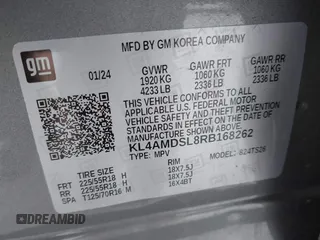 MFD BY GM KOREA COMPANY
gm
01/24
GVWR GAWR FRT GAWR RR
1920 KG 1060 KG 1060 KG
4233 LB 2336 LB 2336 LB
THIS VEHICLE CONFORMS TO ALL APPLICABLE
U.S. FEDERAL MOTOR VEHICLE SAFETY, BUMPER,
AND THEFT PREVENTION STANDARDS IN EFFECT
ON THE DATE OF MANUFACTURE SHOWN ABOVE.
KL4AMDSL8RB168262
TYPE: MPV MODEL:
TIRE SIZE RIM
FRT 225/55R18 H 18X7.5J
RR 225/55R18 H 18X7.5J
SPA T125/70R16 M 16X4BT
DREAMBID